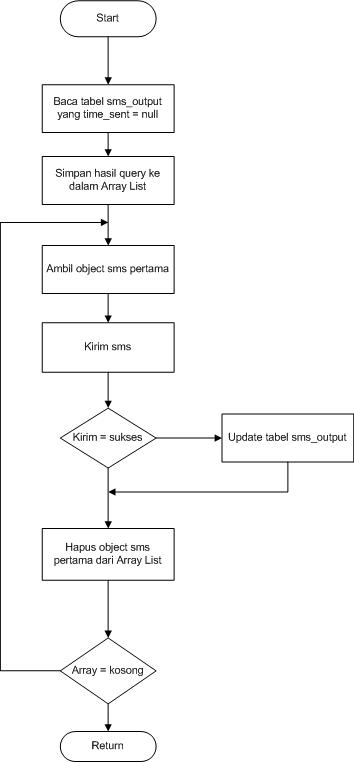 Start
Baca tabel sms_output
yang time_sent = null
Simpan hasil query ke
dalam Array List
Ambil object sms pertama
Kirim sms
Kirim = sukses
Update tabel sms_output
Hapus object sms
pertama dari Array List
Array = kosong
Return